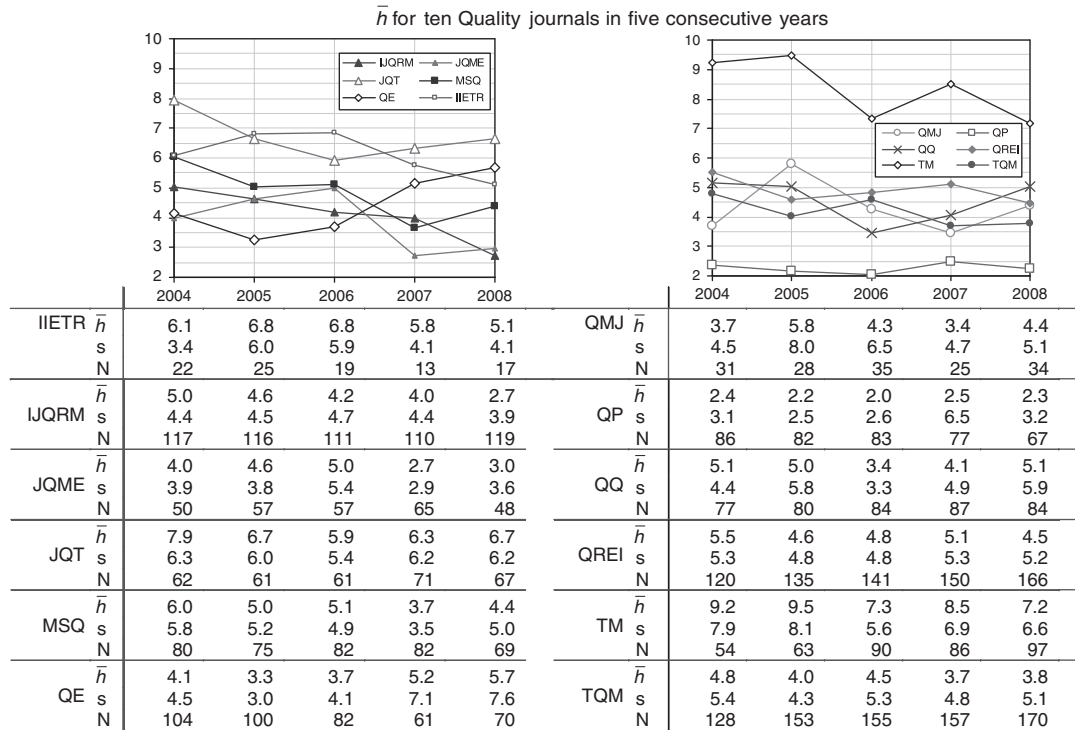 h̅ for ten Quality journals in five consecutive years
10
9
8
7
6
5
4
3
2
IJQRM JQME
JQT MSQ
QE IIETR
2004 2005 2006 2007 2008
10
9
8
7
6
5
4
3
2
QMJ QP
QQ QREI
TM TQM
2004 2005 2006 2007 2008
IIETR h̅ 6.1 6.8 6.8 5.8 5.1
s 3.4 6.0 5.9 4.1 4.1
N 22 25 19 13 17
IJQRM h̅ 5.0 4.6 4.2 4.0 2.7
s 4.4 4.5 4.7 4.4 3.9
N 117 116 111 110 119
JQME h̅ 4.0 4.6 5.0 2.7 3.0
s 3.9 3.8 5.4 2.9 3.6
N 50 57 57 65 48
JQT h̅ 7.9 6.7 5.9 6.3 6.7
s 6.3 6.0 5.4 6.2 6.2
N 62 61 61 71 67
MSQ h̅ 6.0 5.0 5.1 3.7 4.4
s 5.8 5.2 4.9 3.5 5.0
N 80 75 82 82 69
QE h̅ 4.1 3.3 3.7 5.2 5.7
s 4.5 3.0 4.1 7.1 7.6
N 104 100 82 61 70
QMJ h̅ 3.7 5.8 4.3 3.4 4.4
s 4.5 8.0 6.5 4.7 5.1
N 31 28 35 25 34
QP h̅ 2.4 2.2 2.0 2.5 2.3
s 3.1 2.5 2.6 6.5 3.2
N 86 82 83 77 67
QQ h̅ 5.1 5.0 3.4 4.1 5.1
s 4.4 5.8 3.3 4.9 5.9
N 77 80 84 87 84
QREI h̅ 5.5 4.6 4.8 5.1 4.5
s 5.3 4.8 4.8 5.3 5.2
N 120 135 141 150 166
TM h̅ 9.2 9.5 7.3 8.5 7.2
s 7.9 8.1 5.6 6.9 6.6
N 54 63 90 86 97
TQM h̅ 4.8 4.0 4.5 3.7 3.8
s 5.4 4.3 5.3 4.8 5.1
N 128 153 155 157 170